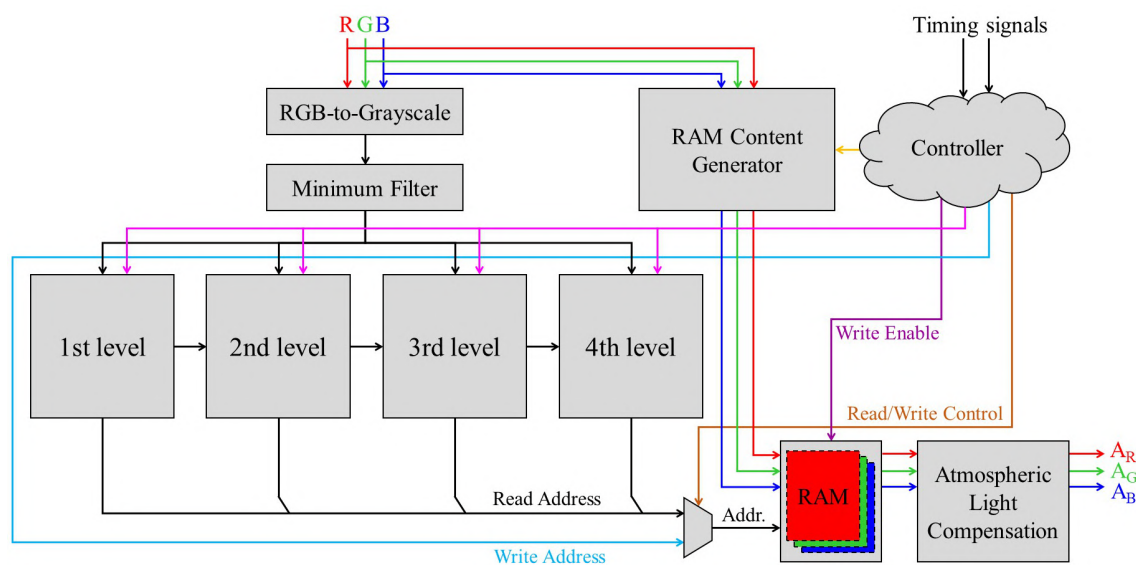 R G B
Timing signals
RGB-to-Grayscale
RAM Content
Generator
Controller
Minimum Filter
1st level
2nd level
3rd level
4th level
Write Enable
Read/Write Control
Read Address
Write Address
Addr.
RAM
Atmospheric
Light
Compensation
A_R
A_G
A_B